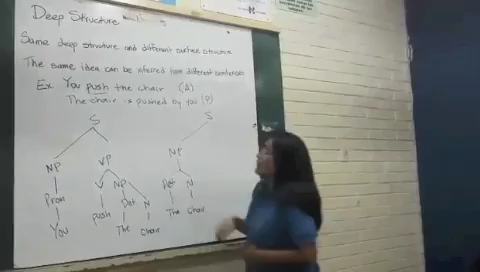 Deep Structure
Same deep structure and different surface structure
The same idea can be inferred from different sentences
Ex You push the chair (A)
The chair is pushed by you (P)
S S
NP VP NP
V NP Det N
Pron push Det N The chair
You The chair